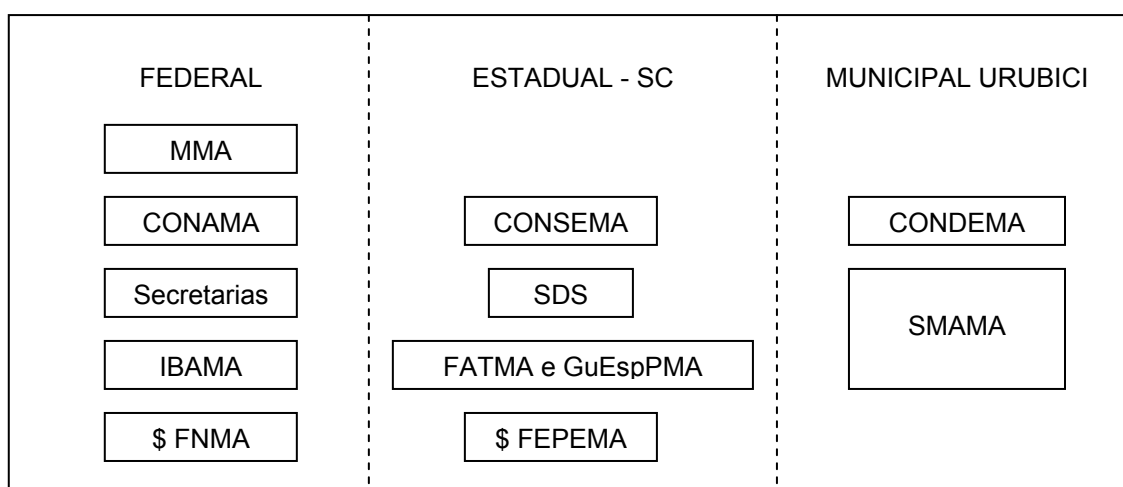 FEDERAL
MMA
CONAMA
Secretarias
IBAMA
$ FNMA
ESTADUAL - SC
CONSEMA
SDS
FATMA e GuEspPMA
$ FEPEMA
MUNICIPAL URUBICI
CONDEMA
SMAMA